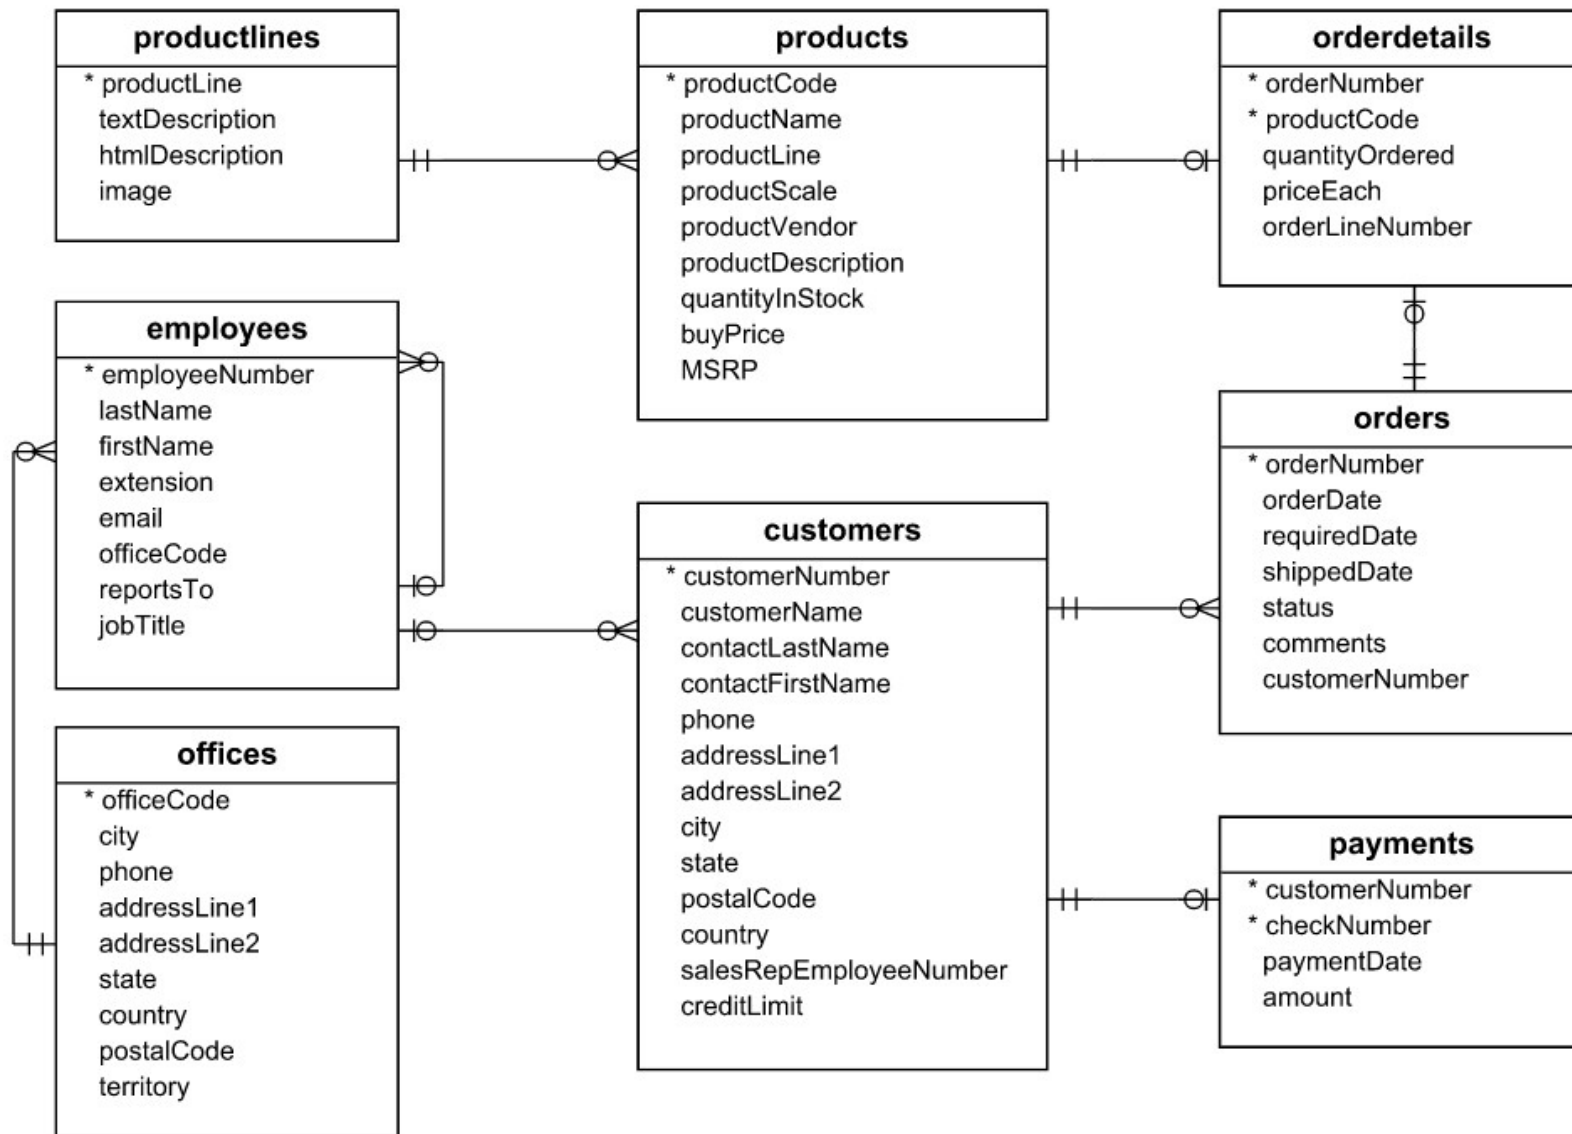 productlines
* productLine
textDescription
htmlDescription
image
products
* productCode
productName
productLine
productScale
productVendor
productDescription
quantityInStock
buyPrice
MSRP
orderdetails
* orderNumber
* productCode
quantityOrdered
priceEach
orderLineNumber
employees
* employeeNumber
lastName
firstName
extension
email
officeCode
reportsTo
jobTitle
customers
* customerNumber
customerName
contactLastName
contactFirstName
phone
addressLine1
addressLine2
city
state
postalCode
country
salesRepEmployeeNumber
creditLimit
orders
* orderNumber
orderDate
requiredDate
shippedDate
status
comments
customerNumber
offices
* officeCode
city
phone
addressLine1
addressLine2
state
country
postalCode
territory
payments
* customerNumber
* checkNumber
paymentDate
amount